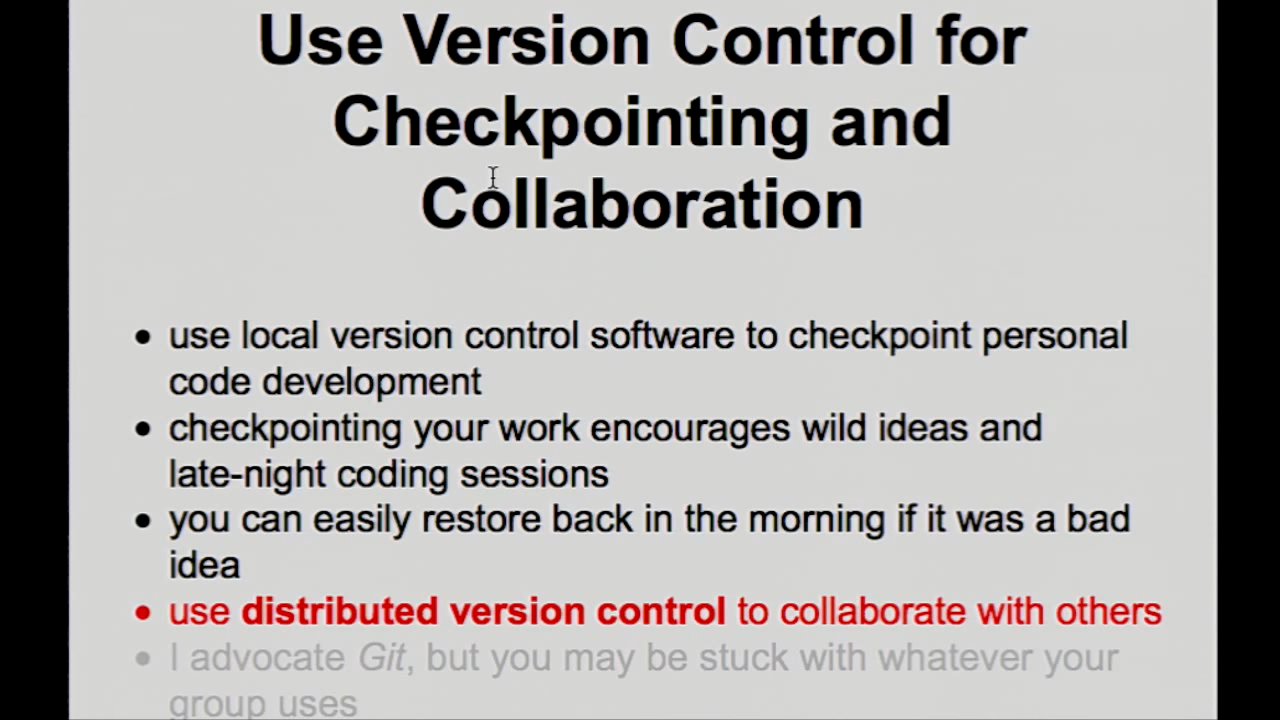 Use Version Control for
Checkpointing and
Collaboration
• use local version control software to checkpoint personal
code development
• checkpointing your work encourages wild ideas and
late-night coding sessions
• you can easily restore back in the morning if it was a bad
idea
• use distributed version control to collaborate with others
• I advocate Git, but you may be stuck with whatever your
group uses